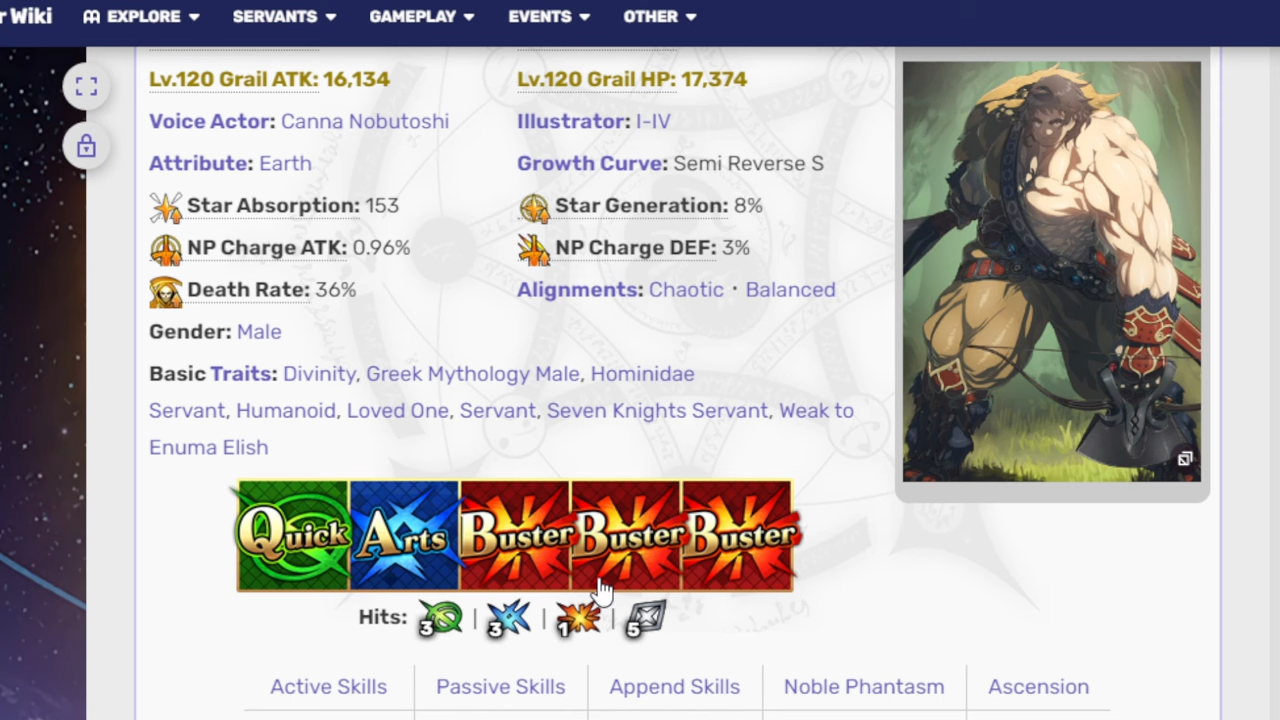 r Wiki EXPLORE SERVANTS GAMEPLAY EVENTS OTHER
Lv.120 Grail ATK: 16,134 Lv.120 Grail HP: 17,374
Voice Actor: Canna Nobutoshi Illustrator: I-IV
Attribute: Earth Growth Curve: Semi Reverse S
Star Absorption: 153 Star Generation: 8%
NP Charge ATK: 0.96% NP Charge DEF: 3%
Death Rate: 36% Alignments: Chaotic · Balanced
Gender: Male
Basic Traits: Divinity, Greek Mythology Male, Hominidae
Servant, Humanoid, Loved One, Servant, Seven Knights Servant, Weak to
Enuma Elish
Quick Arts Buster Buster Buster
Hits: 3 | 3 | 1 | 5
Active Skills Passive Skills Append Skills Noble Phantasm Ascension